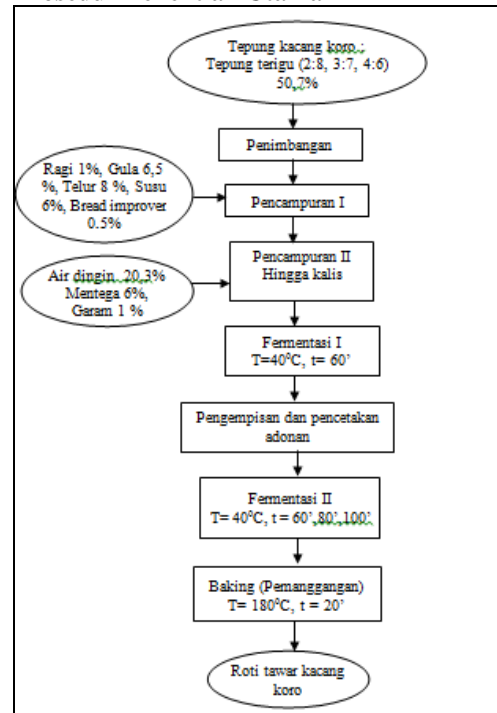 Tepung kacang koro :
Tepung terigu (2:8, 3:7, 4:6)
50,7%
Penimbangan
Ragi 1%, Gula 6,5
%, Telur 8 %, Susu
6%, Bread improver
0.5%
Pencampuran I
Pencampuran II
Hingga kalis
Air dingin 20,3%
Mentega 6%,
Garam 1 %
Fermentasi I
T=40⁰C, t= 60’
Pengempisan dan pencetakan
adonan
Fermentasi II
T= 40⁰C, t = 60’,80’,100’
Baking (Pemanggangan)
T= 180⁰C, t = 20’
Roti tawar kacang
koro